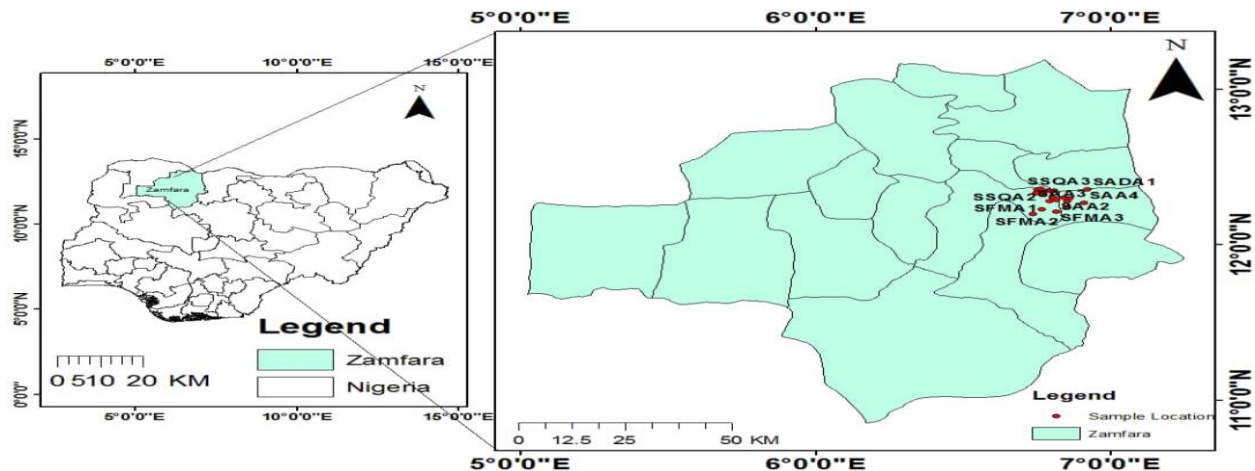 5°0'0"E 6°0'0"E 7°0'0"E
5°0'0"E 10°0'0"E 15°0'0"E
N
N
15°0'0"N
10°0'0"N
5°0'0"N
0°0'0"
Zamfara
Legend
Zamfara
Nigeria
0 510 20 KM
5°0'0"E 10°0'0"E 15°0'0"E
13°0'0"N
12°0'0"N
11°0'0"N
SSQA3 SADA1
SSQA2 SAA3 SAA4
SFMA1 SAA2
SFMA2 SFMA3
Legend
Sample Location
Zamfara
0 12.5 25 50 KM
5°0'0"E 6°0'0"E 7°0'0"E